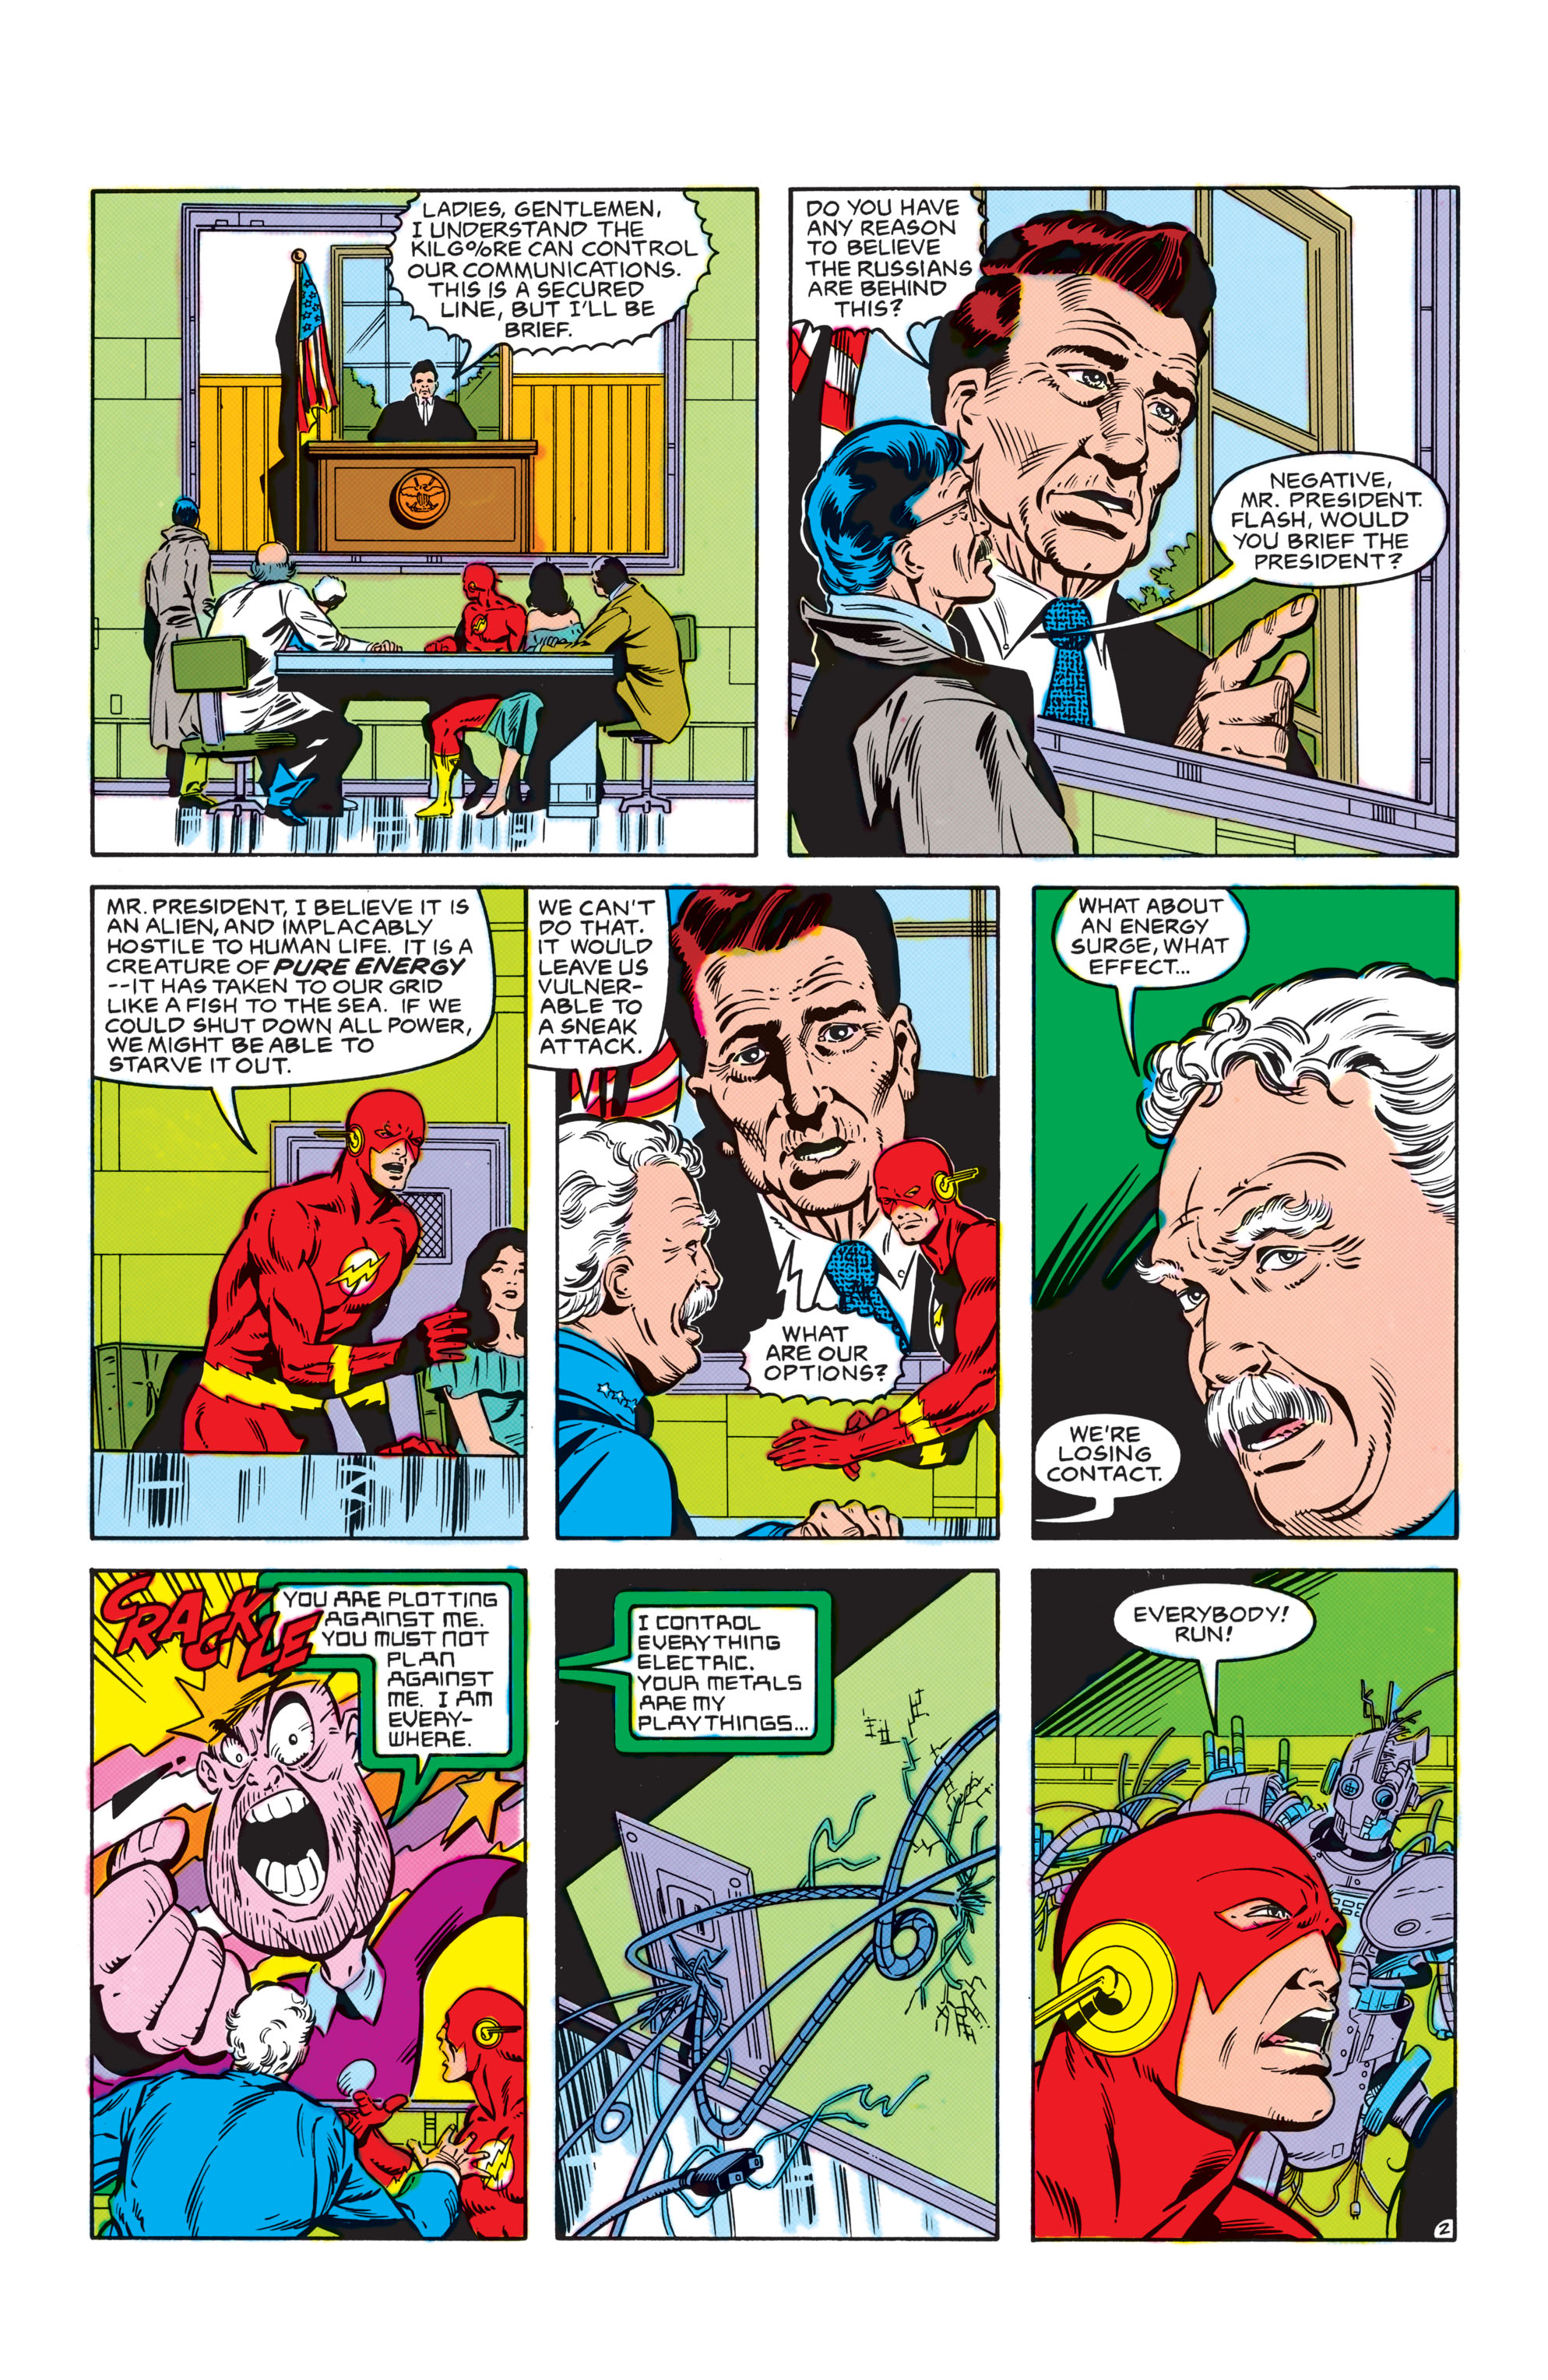 LADIES, GENTLEMEN,
I UNDERSTAND THE
KILG%RE CAN CONTROL
OUR COMMUNICATIONS.
THIS IS A SECURED
LINE, BUT I'LL BE
BRIEF.
DO YOU HAVE
ANY REASON
TO BELIEVE
THE RUSSIANS
ARE BEHIND
THIS?
NEGATIVE,
MR. PRESIDENT.
FLASH, WOULD
YOU BRIEF THE
PRESIDENT?
MR. PRESIDENT, I BELIEVE IT IS
AN ALIEN, AND IMPLACABLY
HOSTILE TO HUMAN LIFE. IT IS A
CREATURE OF PURE ENERGY
--IT HAS TAKEN TO OUR GRID
LIKE A FISH TO THE SEA. IF WE
COULD SHUT DOWN ALL POWER,
WE MIGHT BE ABLE TO
STARVE IT OUT.
WE CAN'T
DO THAT.
IT WOULD
LEAVE US
VULNER-
ABLE TO
A SNEAK
ATTACK.
WHAT
ARE OUR
OPTIONS?
WHAT ABOUT
AN ENERGY
SURGE, WHAT
EFFECT...
WE'RE
LOSING
CONTACT.
CRACKLE
YOU ARE PLOTTING
AGAINST ME.
YOU MUST NOT
PLAN
AGAINST
ME. I AM
EVERY-
WHERE.
I CONTROL
EVERYTHING
ELECTRIC.
YOUR METALS
ARE MY
PLAYTHINGS...
EVERYBODY!
RUN!
2